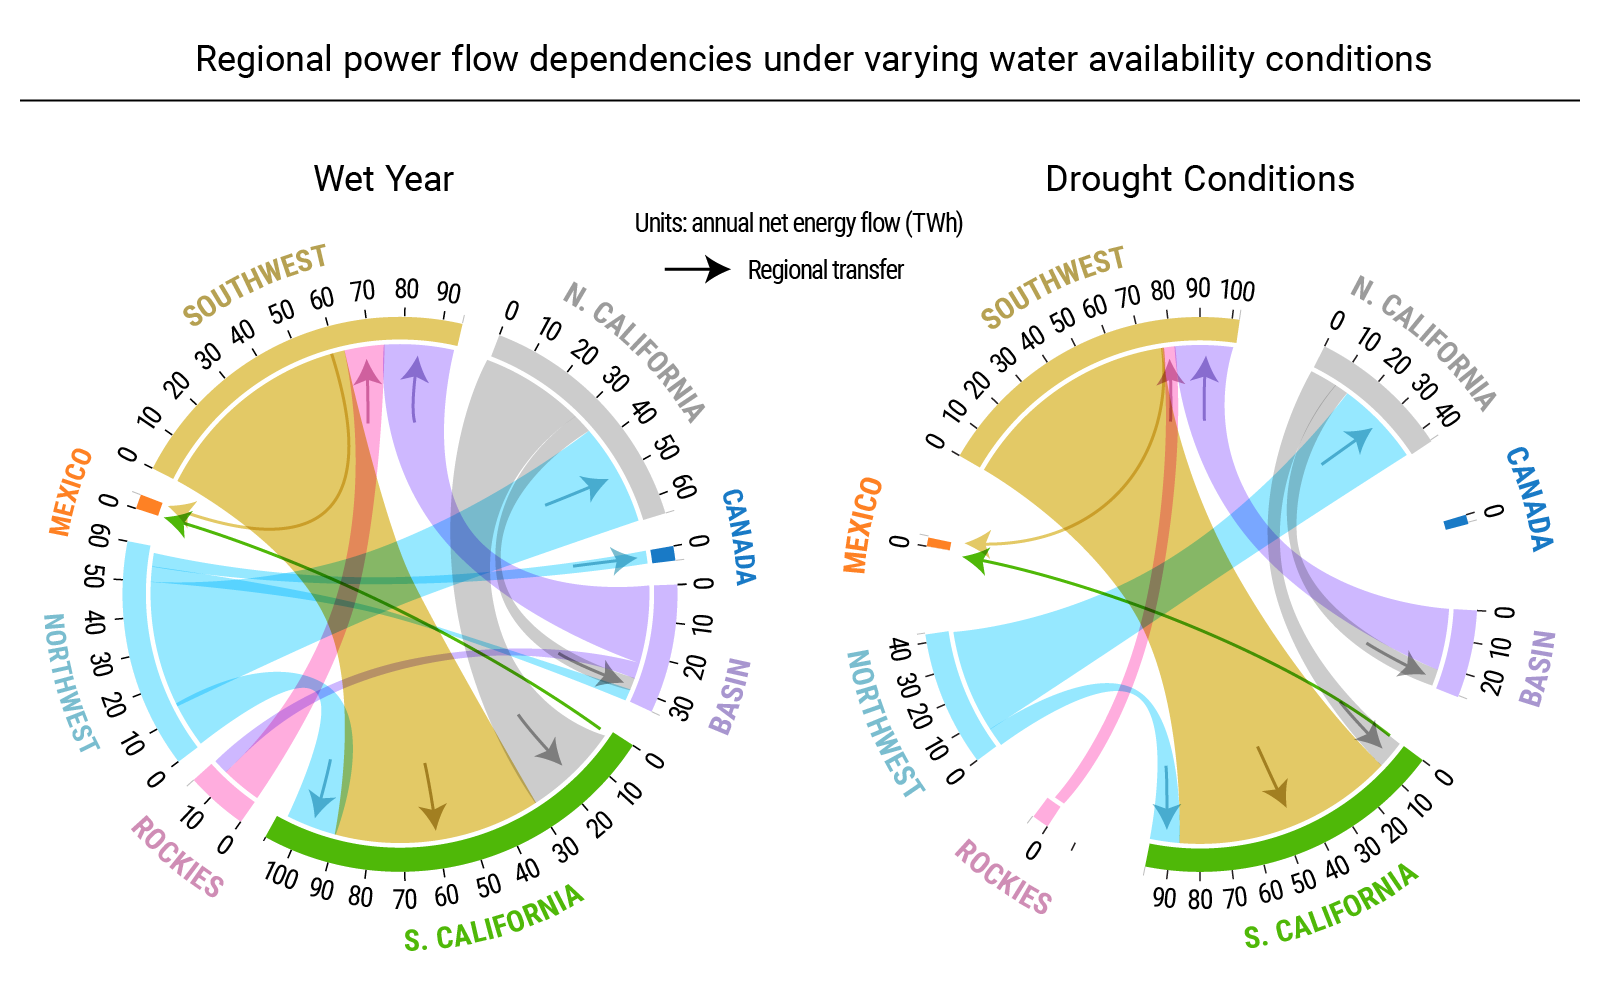 Regional power flow dependencies under varying water availability conditions
Wet Year
Drought Conditions
Units: annual net energy flow (TWh)
Regional transfer
SOUTHWEST
0 10 20 30 40 50 60 70 80 90
N. CALIFORNIA
0 10 20 30 40 50 60
CANADA
0
BASIN
0 10 20 30
S. CALIFORNIA
0 10 20 30 40 50 60 70 80 90 100
ROCKIES
0 10
NORTHWEST
0 10 20 30 40 50 60
MEXICO
0
SOUTHWEST
0 10 20 30 40 50 60 70 80 90 100
N. CALIFORNIA
0 10 20 30 40
CANADA
0
BASIN
0 10 20
S. CALIFORNIA
0 10 20 30 40 50 60 70 80 90
ROCKIES
0
NORTHWEST
0 10 20 30 40
MEXICO
0